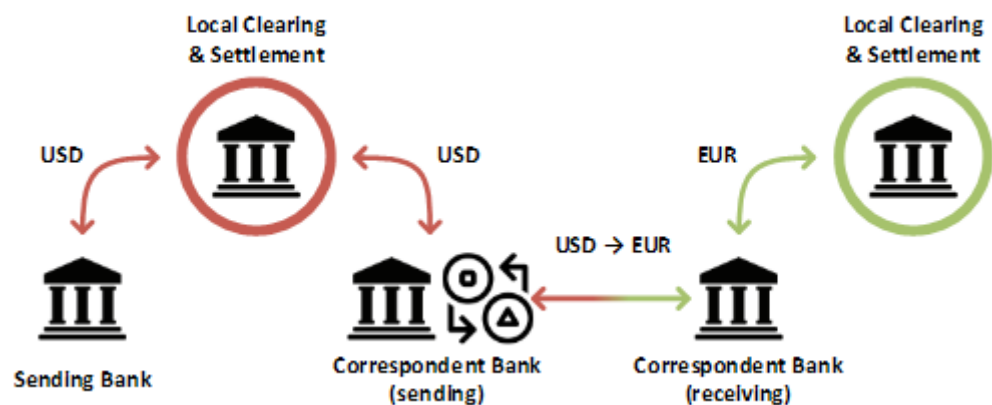 Local Clearing
& Settlement
Local Clearing
& Settlement
USD
USD
EUR
USD → EUR
Sending Bank
Correspondent Bank
(sending)
Correspondent Bank
(receiving)